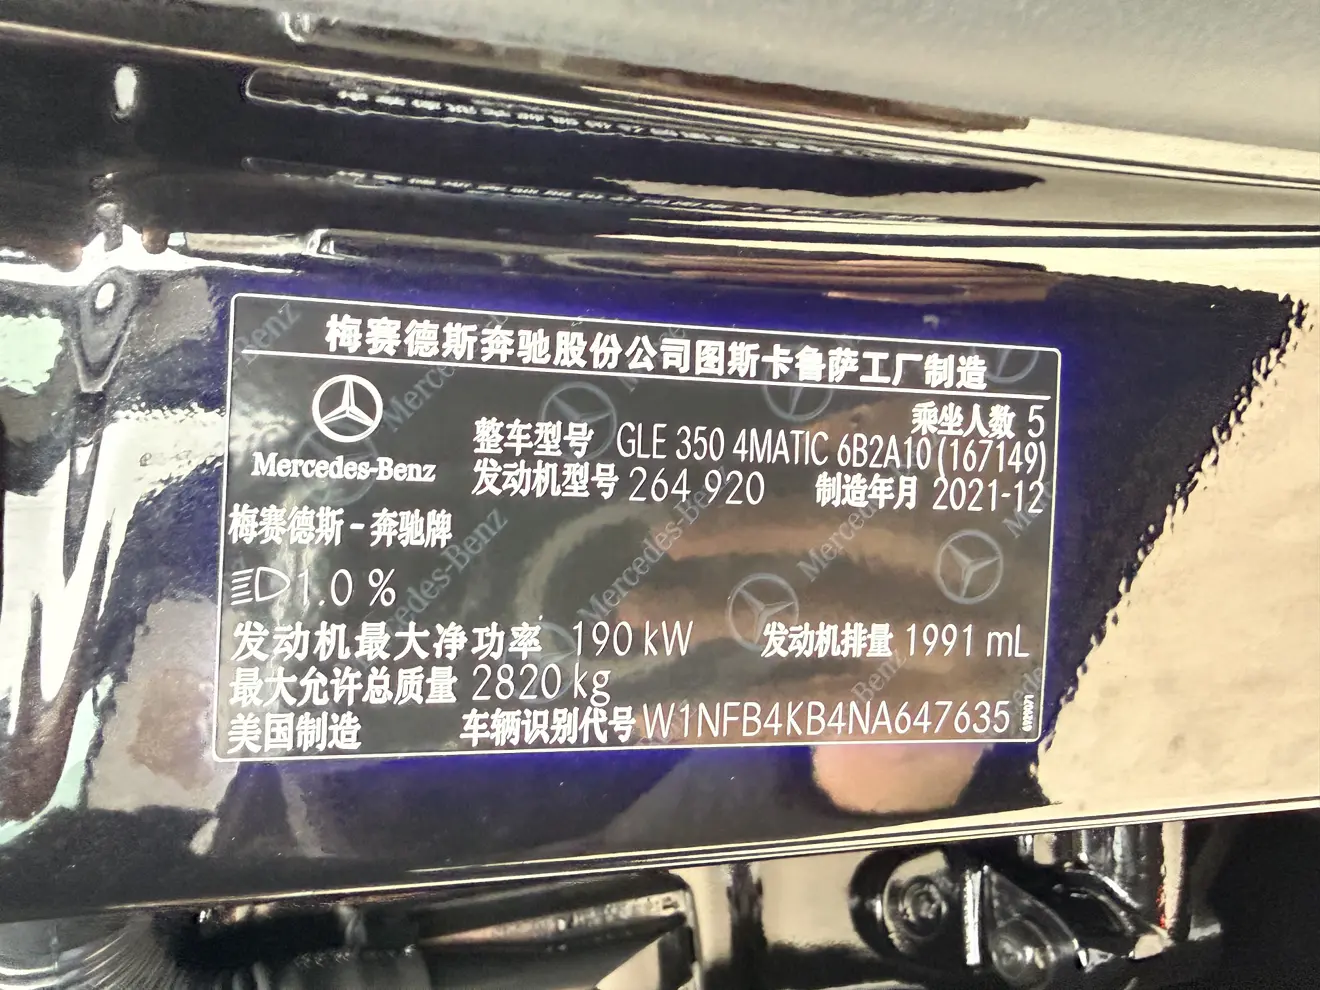 梅赛德斯奔驰股份公司图斯卡鲁萨工厂制造
乘坐人数 5
Mercedes-Benz
整车型号 GLE 350 4MATIC 6B2A10 (167149)
发动机型号 264 920 制造年月 2021-12
梅赛德斯-奔驰牌
1.0 %
发动机最大净功率 190 kW 发动机排量 1991 mL
最大允许总质量 2820 kg
美国制造 车辆识别代号 W1NFB4KB4NA647635